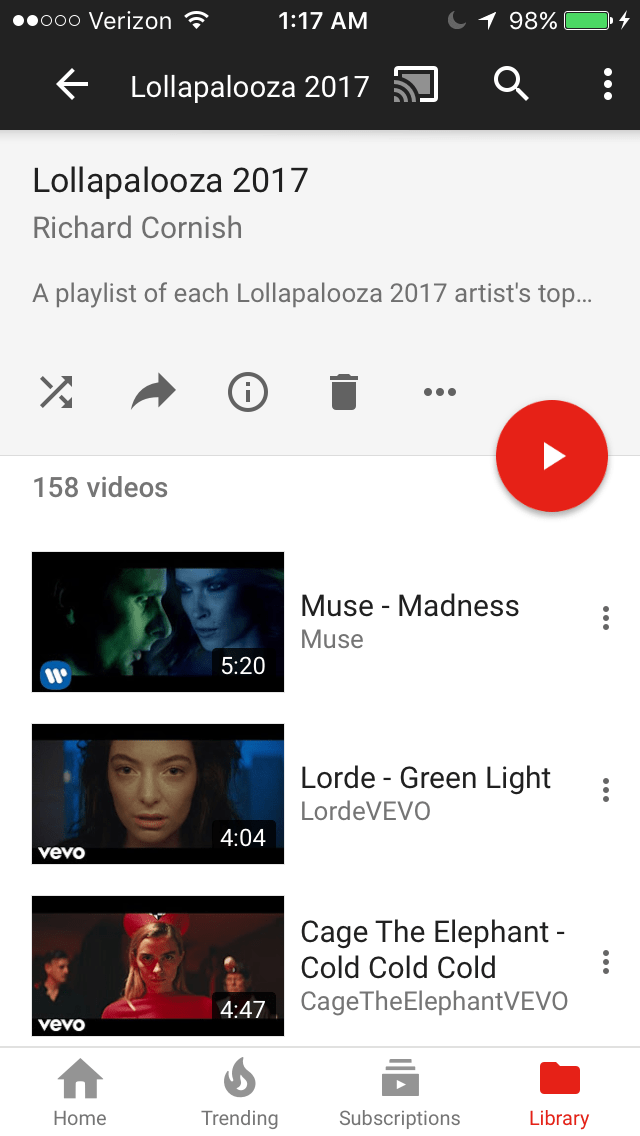 Verizon 1:17 AM 98%
Lollapalooza 2017
Lollapalooza 2017
Richard Cornish
A playlist of each Lollapalooza 2017 artist's top...
158 videos
5:20
Muse - Madness
Muse
vevo
4:04
Lorde - Green Light
LordeVEVO
vevo
4:47
Cage The Elephant -
Cold Cold Cold
CageTheElephantVEVO
Home Trending Subscriptions Library